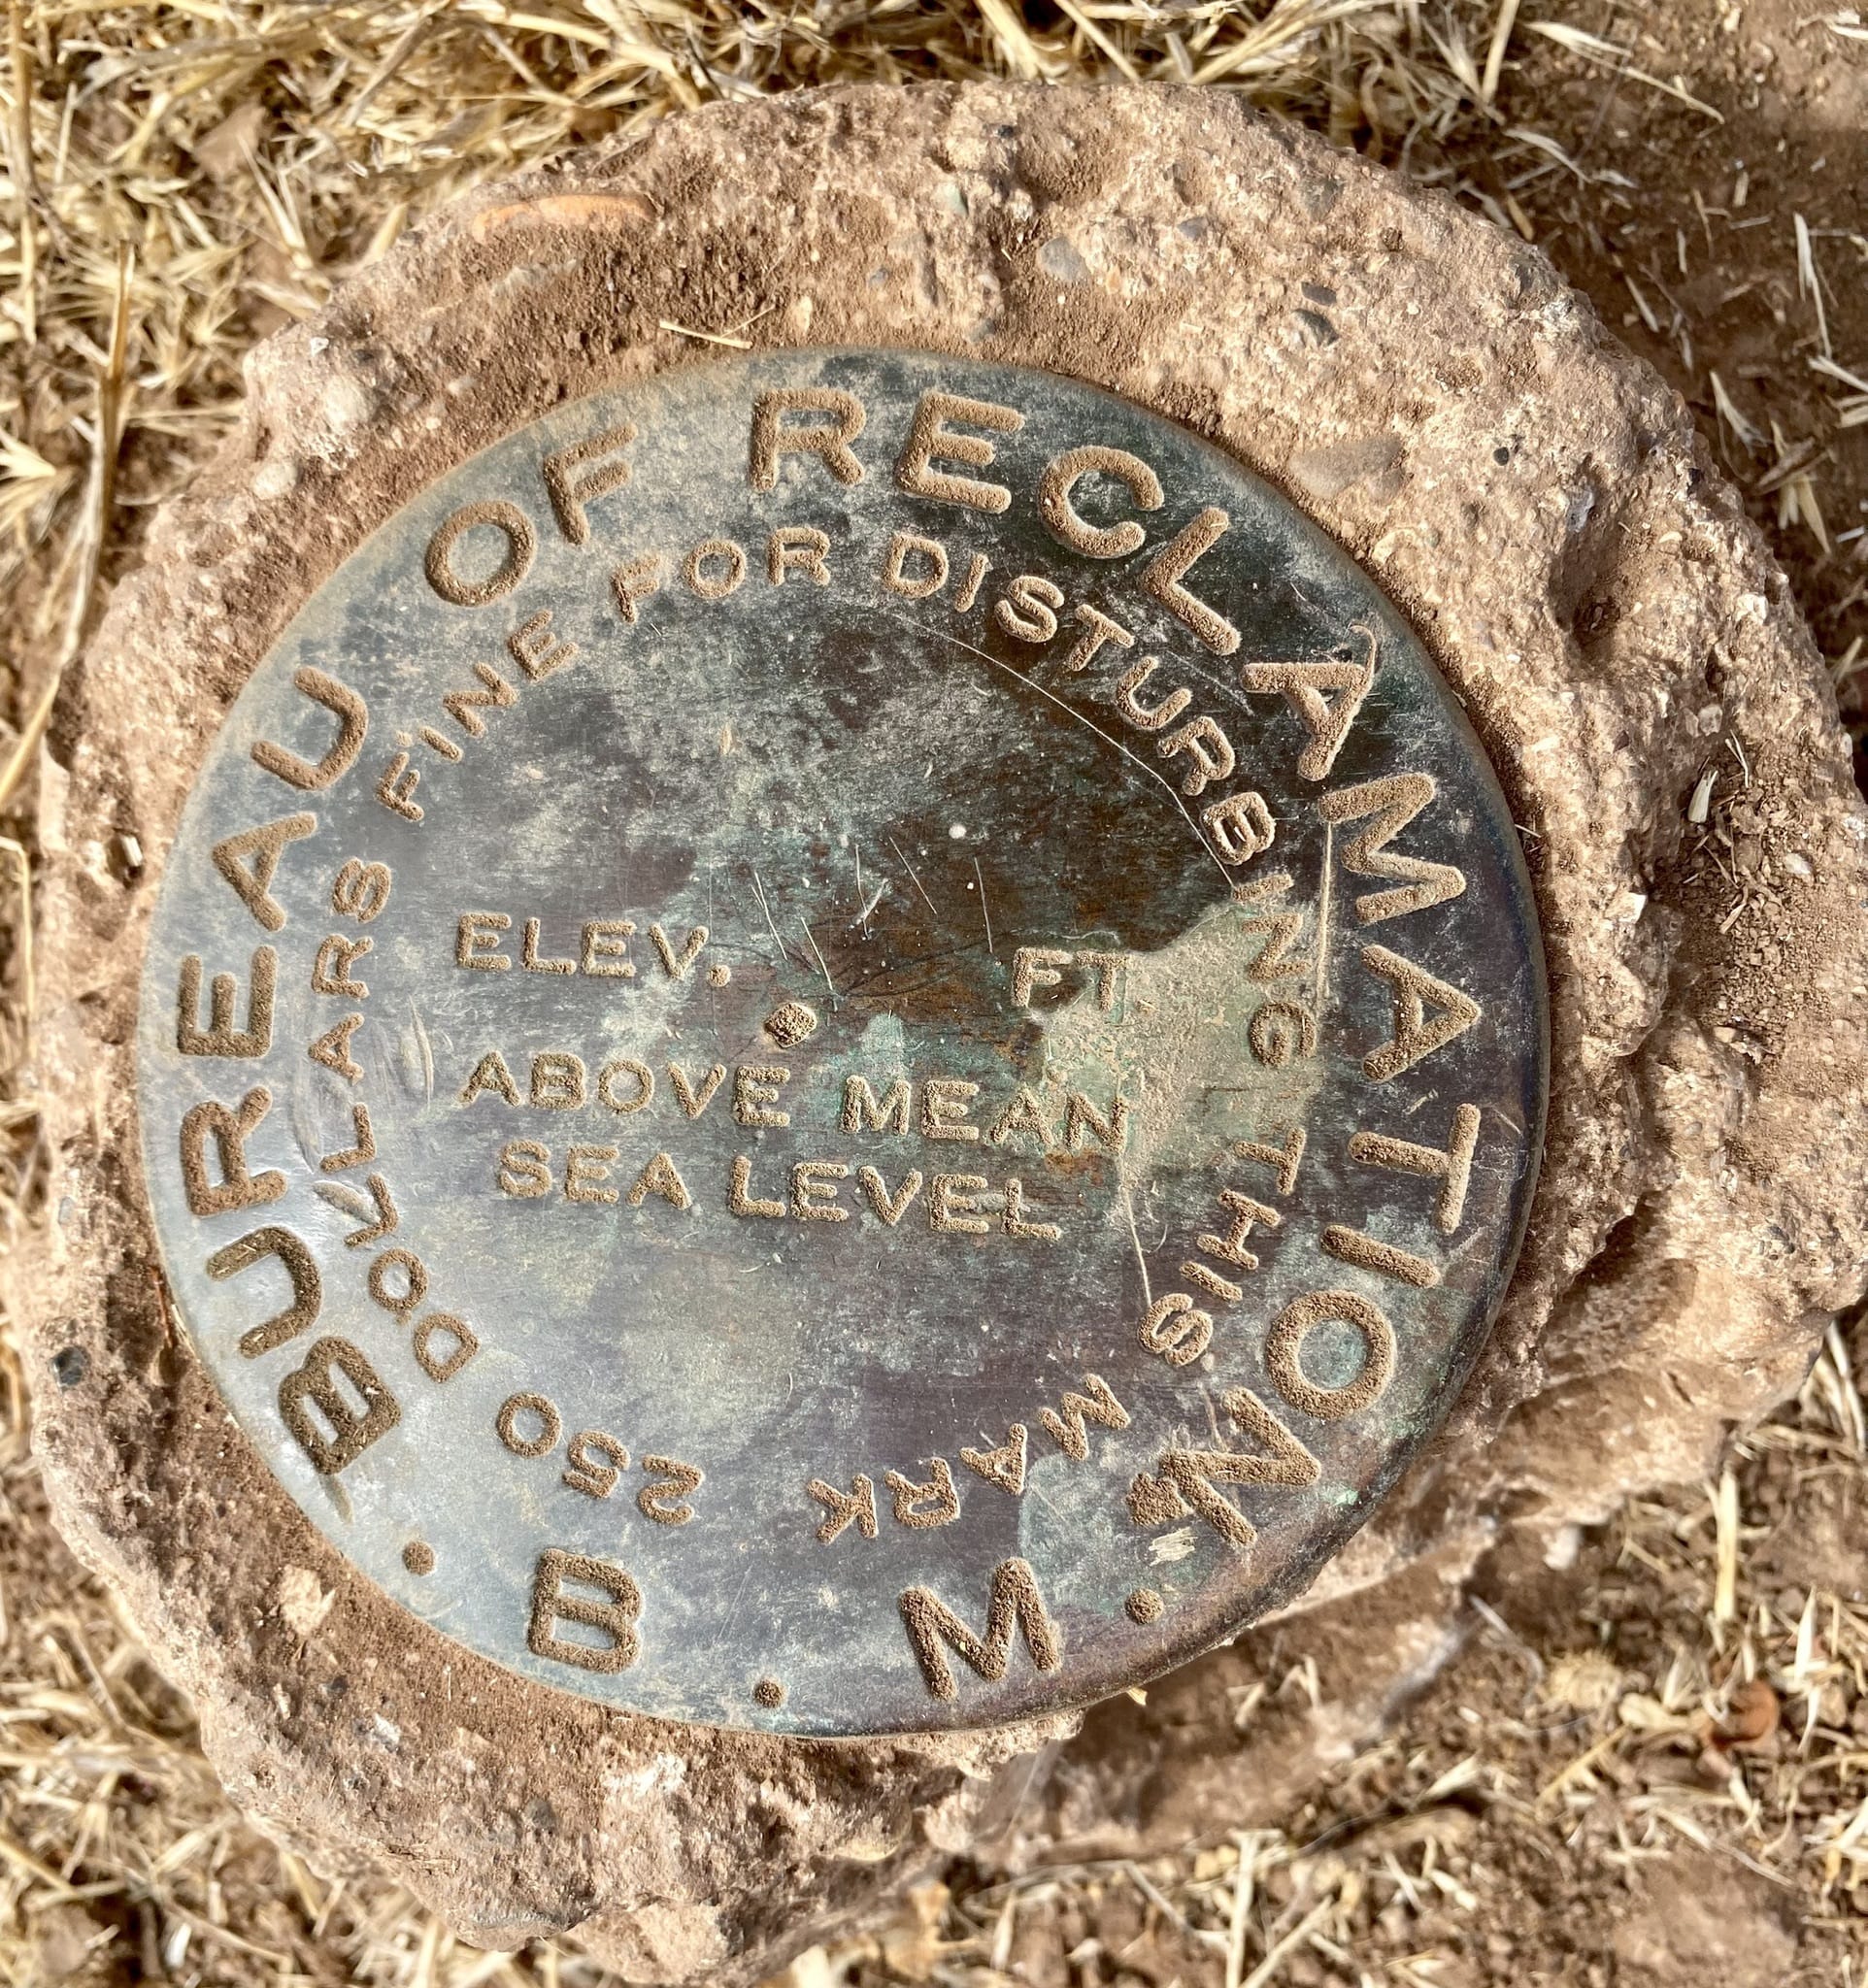 BUREAU OF RECLAMATION.
250 DOLLARS FINE FOR DISTURBING THIS MARK
ELEV. FT.
ABOVE MEAN
SEA LEVEL
B. M.